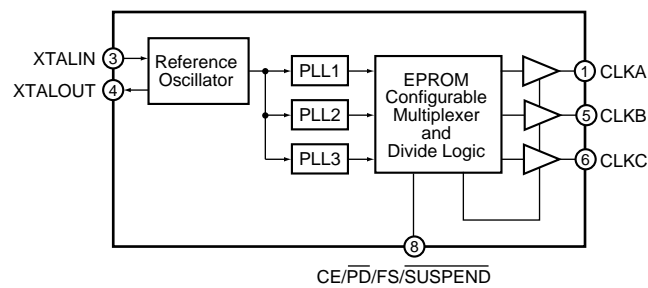 XTALIN 3
XTALOUT 4
Reference
Oscillator
PLL1
PLL2
PLL3
EPROM
Configurable
Multiplexer
and
Divide Logic
1 CLKA
5 CLKB
6 CLKC
8
CE/PD/FS/SUSPEND